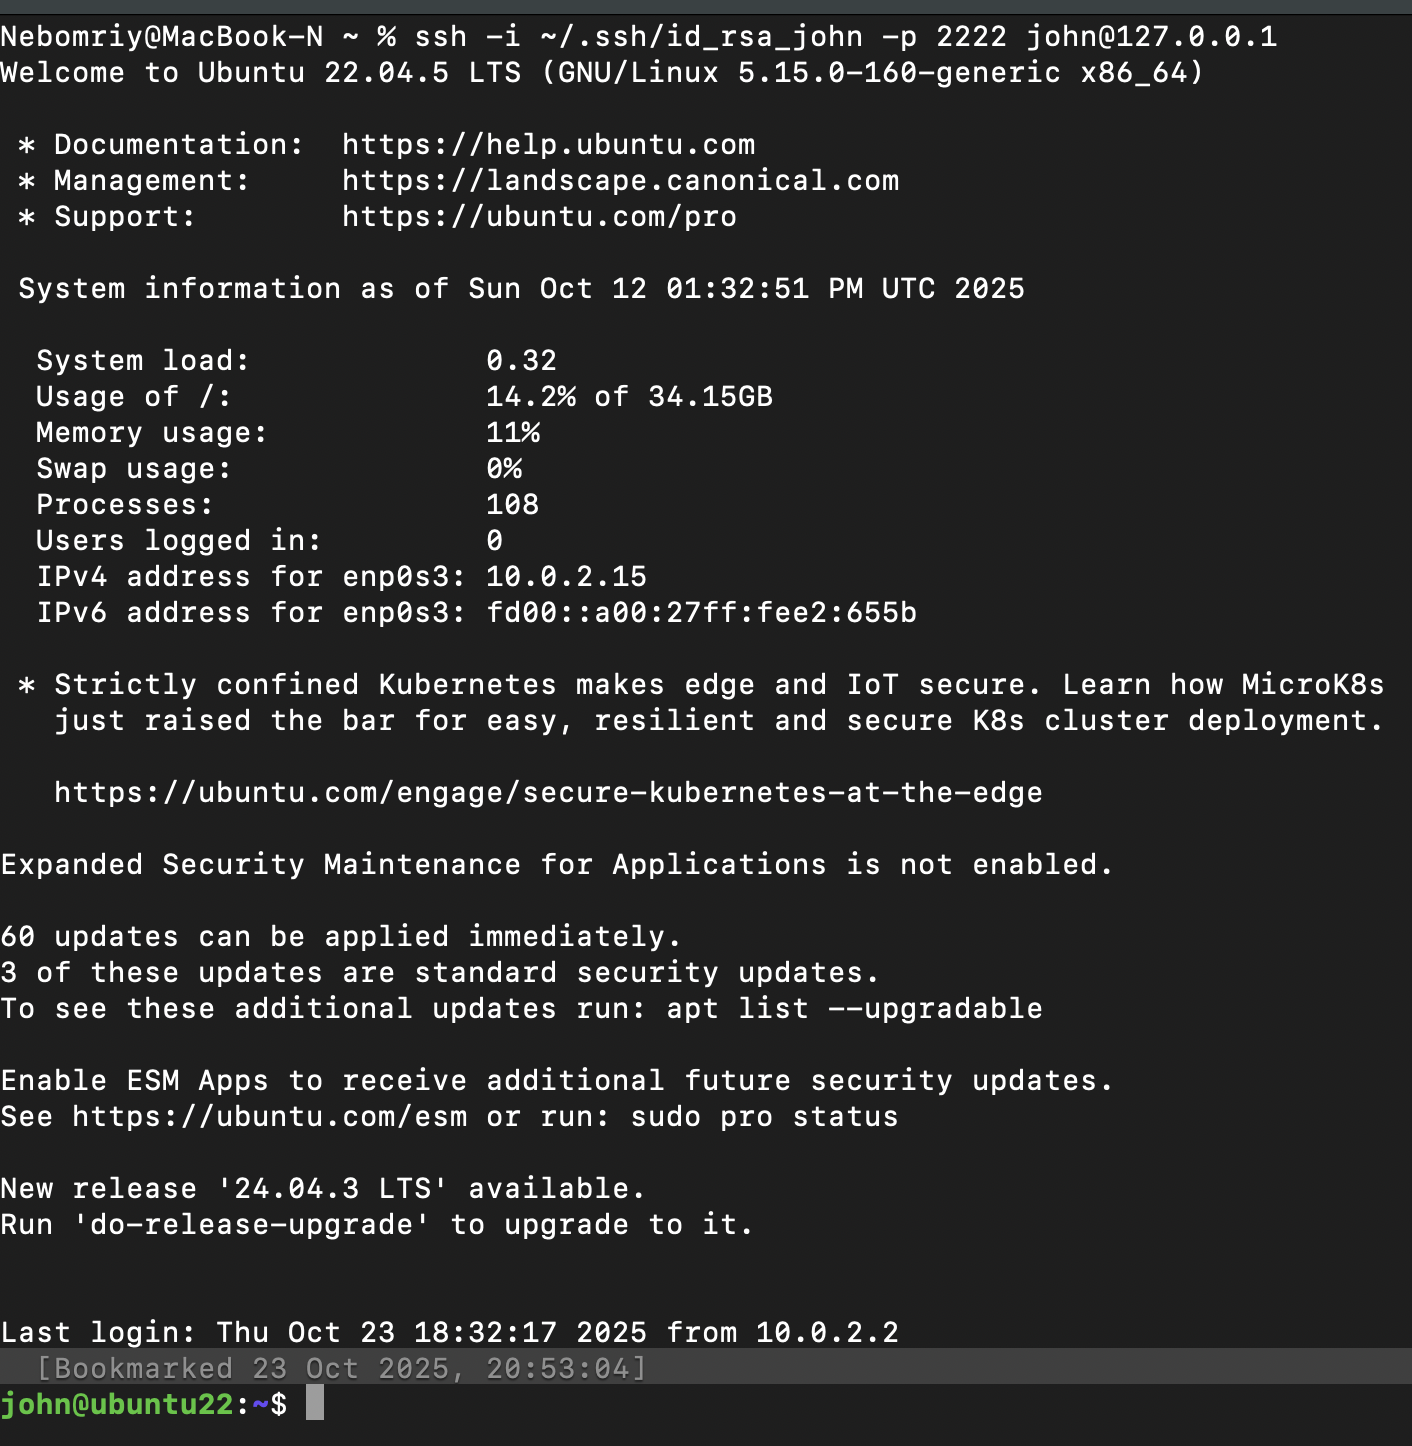 Nebomriy@MacBook-N ~ % ssh -i ~/.ssh/id_rsa_john -p 2222 john@127.0.0.1
Welcome to Ubuntu 22.04.5 LTS (GNU/Linux 5.15.0-160-generic x86_64)
 * Documentation:  https://help.ubuntu.com
 * Management:     https://landscape.canonical.com
 * Support:        https://ubuntu.com/pro
 System information as of Sun Oct 12 01:32:51 PM UTC 2025
  System load:             0.32
  Usage of /:              14.2% of 34.15GB
  Memory usage:            11%
  Swap usage:              0%
  Processes:               108
  Users logged in:         0
  IPv4 address for enp0s3: 10.0.2.15
  IPv6 address for enp0s3: fd00::a00:27ff:fee2:655b
 * Strictly confined Kubernetes makes edge and IoT secure. Learn how MicroK8s
   just raised the bar for easy, resilient and secure K8s cluster deployment.
   https://ubuntu.com/engage/secure-kubernetes-at-the-edge
Expanded Security Maintenance for Applications is not enabled.
60 updates can be applied immediately.
3 of these updates are standard security updates.
To see these additional updates run: apt list --upgradable
Enable ESM Apps to receive additional future security updates.
See https://ubuntu.com/esm or run: sudo pro status
New release '24.04.3 LTS' available.
Run 'do-release-upgrade' to upgrade to it.
Last login: Thu Oct 23 18:32:17 2025 from 10.0.2.2
  [Bookmarked 23 Oct 2025, 20:53:04]
john@ubuntu22:~$